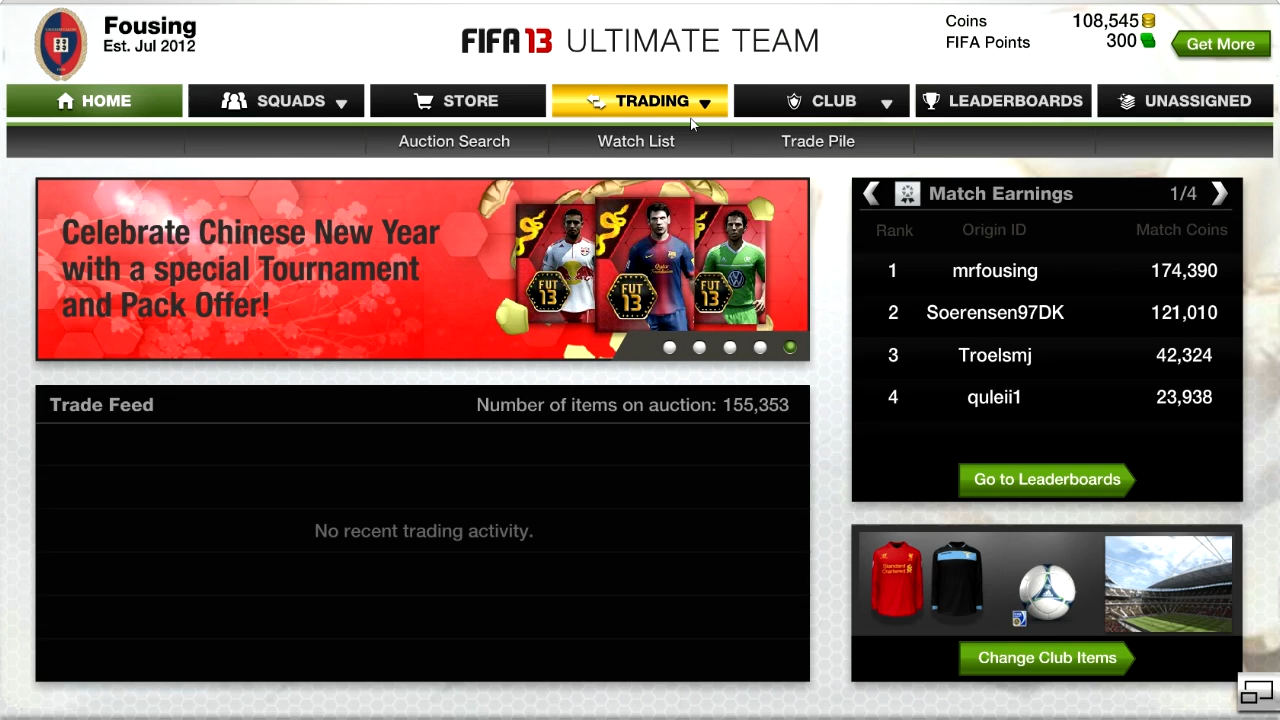 Fousing
Est. Jul 2012
FIFA 13 ULTIMATE TEAM
Coins 108,545
FIFA Points 300
Get More
HOME SQUADS STORE TRADING CLUB LEADERBOARDS UNASSIGNED
Auction Search Watch List Trade Pile
Celebrate Chinese New Year
with a special Tournament
and Pack Offer!
FUT 13 FUT 13 FUT 13
Match Earnings 1/4
Rank Origin ID Match Coins
1 mrfousing 174,390
2 Soerensen97DK 121,010
3 Troelsmj 42,324
4 quleii1 23,938
Go to Leaderboards
Trade Feed Number of items on auction: 155,353
No recent trading activity.
Standard
Chartered
Change Club Items